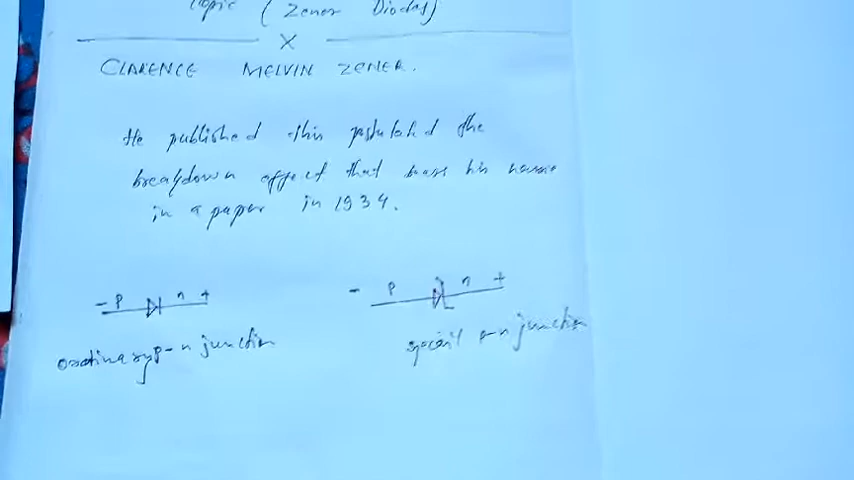 Topic (Zener Diodes)
X
CLARENCE MELVIN ZENER.
He published this postulated the
breakdown effect that bears his name
in a paper in 1934.
- P n +
- P n +
ordinary p-n junction
p-n junction